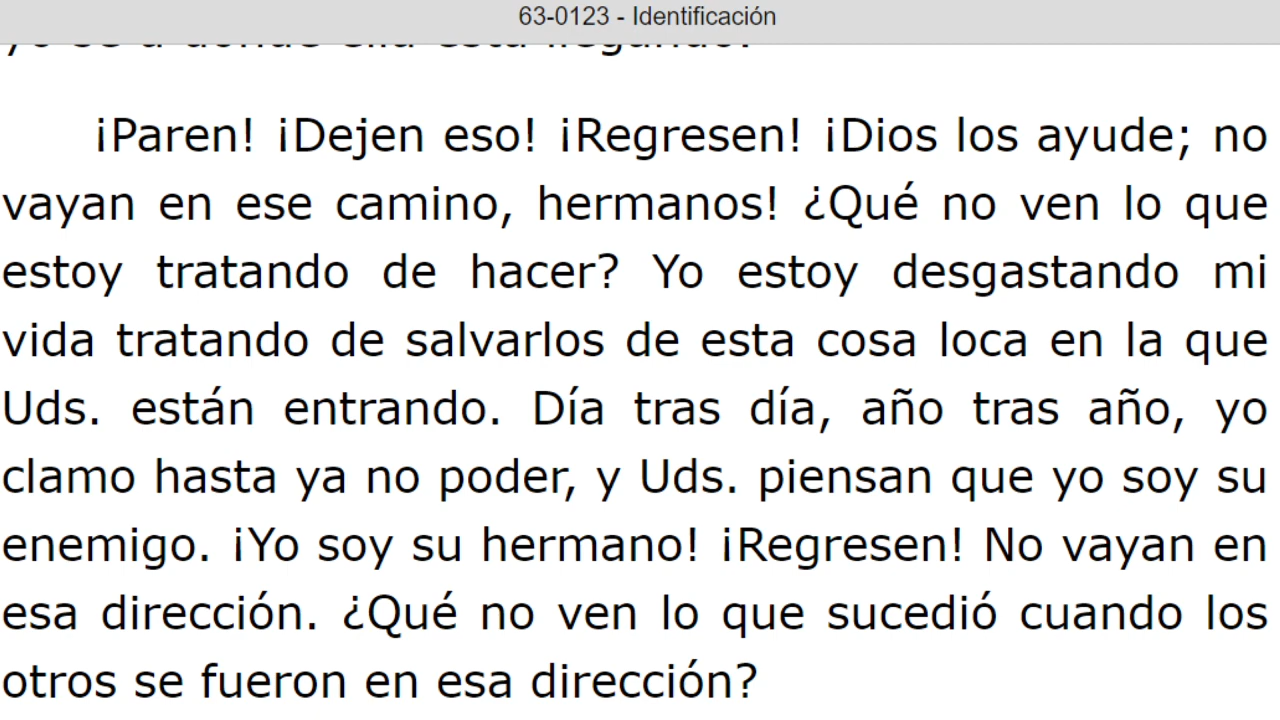 63-0123 - Identificación
¡Paren! ¡Dejen eso! ¡Regresen! ¡Dios los ayude; no
vayan en ese camino, hermanos! ¿Qué no ven lo que
estoy tratando de hacer? Yo estoy desgastando mi
vida tratando de salvarlos de esta cosa loca en la que
Uds. están entrando. Día tras día, año tras año, yo
clamo hasta ya no poder, y Uds. piensan que yo soy su
enemigo. ¡Yo soy su hermano! ¡Regresen! No vayan en
esa dirección. ¿Qué no ven lo que sucedió cuando los
otros se fueron en esa dirección?